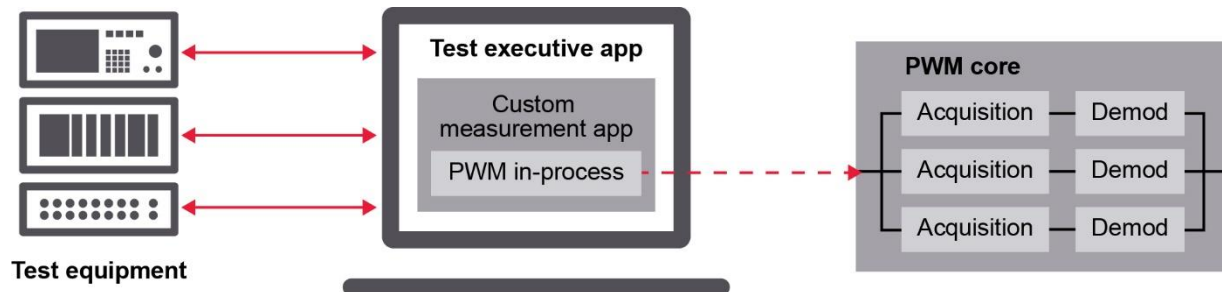 Test executive app
Custom
measurement app
PWM in-process
Test equipment
PWM core
Acquisition Demod
Acquisition Demod
Acquisition Demod